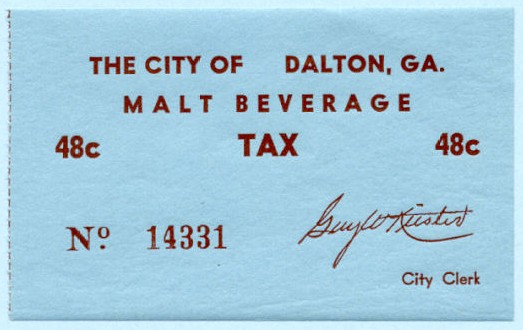 THE CITY OF DALTON, GA.
MALT BEVERAGE
48c TAX 48c
Nº 14331
City Clerk